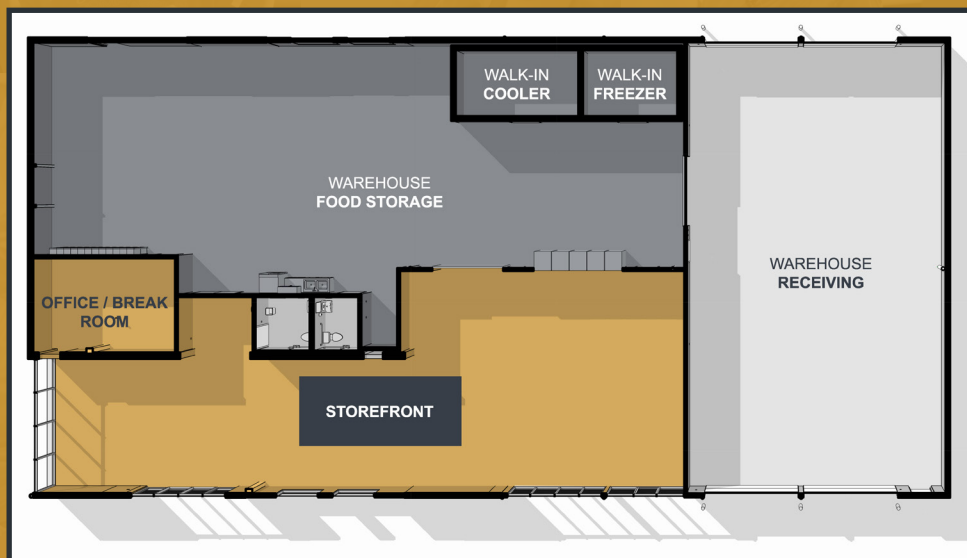 WALK-IN
COOLER
WALK-IN
FREEZER
WAREHOUSE
FOOD STORAGE
WAREHOUSE
RECEIVING
OFFICE / BREAK
ROOM
STOREFRONT